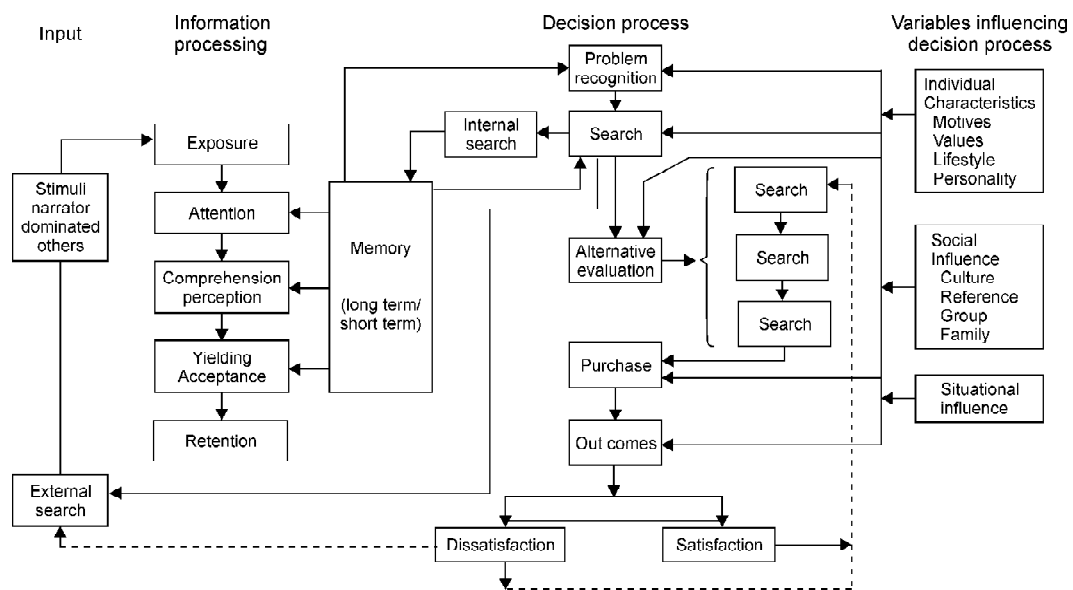 Input
Information
processing
Decision process
Variables influencing
decision process
Stimuli
narrator
dominated
others
External
search
Exposure
Attention
Comprehension
perception
Yielding
Acceptance
Retention
Memory
(long term/
short term)
Internal
search
Problem
recognition
Search
Alternative
evaluation
Search
Search
Search
Purchase
Out comes
Dissatisfaction
Satisfaction
Individual
Characteristics
Motives
Values
Lifestyle
Personality
Social
Influence
Culture
Reference
Group
Family
Situational
influence